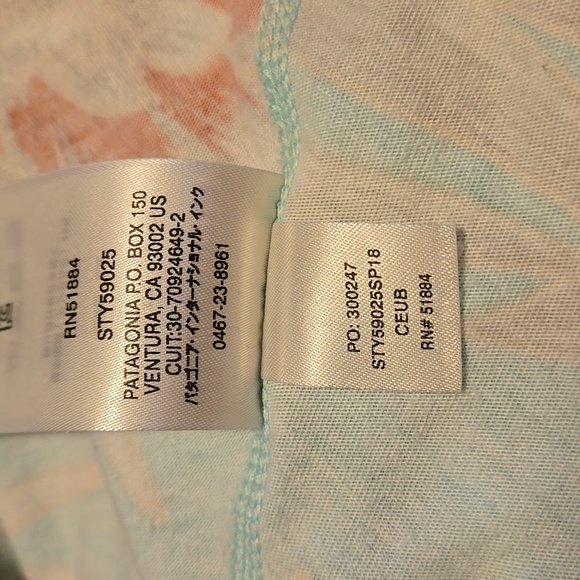 RN51884
STY59025
PATAGONIA P.O. BOX 150
VENTURA, CA 93002 US
CUIT:30-70924649-2
パタゴニア・インターナショナル・インク
0467-23-8961
PO: 300247
STY59025SP18
CEUB
RN# 51884